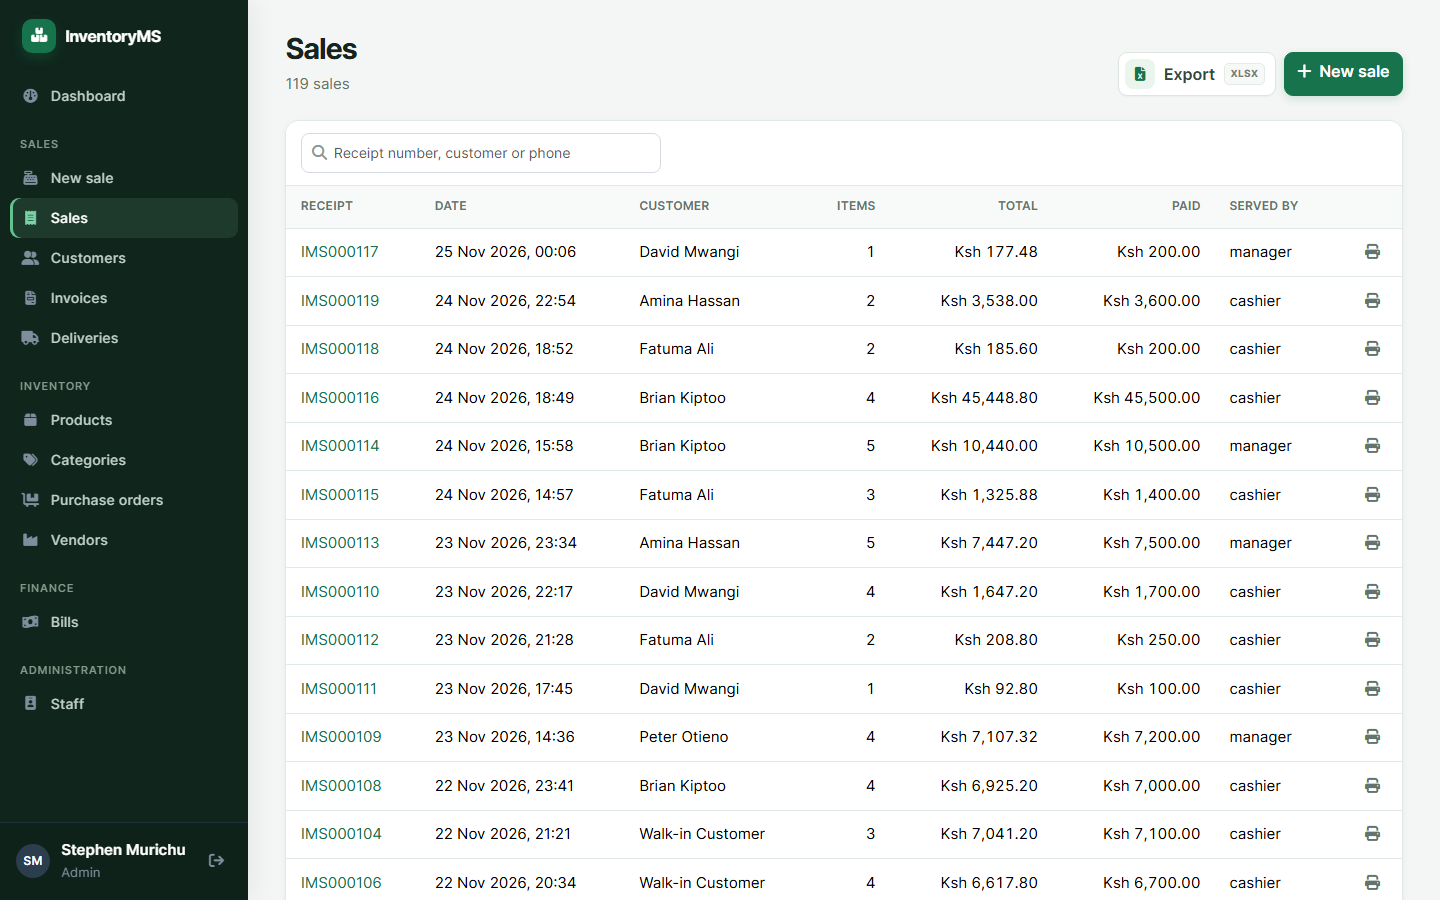 InventoryMS
Dashboard
SALES
New sale
Sales
Customers
Invoices
Deliveries
INVENTORY
Products
Categories
Purchase orders
Vendors
FINANCE
Bills
ADMINISTRATION
Staff
SM
Stephen Murichu
Admin
Sales
119 sales
Export XLSX
New sale
Receipt number, customer or phone
RECEIPT DATE CUSTOMER ITEMS TOTAL PAID SERVED BY
IMS000117 25 Nov 2026, 00:06 David Mwangi 1 Ksh 177.48 Ksh 200.00 manager
IMS000119 24 Nov 2026, 22:54 Amina Hassan 2 Ksh 3,538.00 Ksh 3,600.00 cashier
IMS000118 24 Nov 2026, 18:52 Fatuma Ali 2 Ksh 185.60 Ksh 200.00 cashier
IMS000116 24 Nov 2026, 18:49 Brian Kiptoo 4 Ksh 45,448.80 Ksh 45,500.00 cashier
IMS000114 24 Nov 2026, 15:58 Brian Kiptoo 5 Ksh 10,440.00 Ksh 10,500.00 manager
IMS000115 24 Nov 2026, 14:57 Fatuma Ali 3 Ksh 1,325.88 Ksh 1,400.00 cashier
IMS000113 23 Nov 2026, 23:34 Amina Hassan 5 Ksh 7,447.20 Ksh 7,500.00 manager
IMS000110 23 Nov 2026, 22:17 David Mwangi 4 Ksh 1,647.20 Ksh 1,700.00 cashier
IMS000112 23 Nov 2026, 21:28 Fatuma Ali 2 Ksh 208.80 Ksh 250.00 cashier
IMS000111 23 Nov 2026, 17:45 David Mwangi 1 Ksh 92.80 Ksh 100.00 cashier
IMS000109 23 Nov 2026, 14:36 Peter Otieno 4 Ksh 7,107.32 Ksh 7,200.00 manager
IMS000108 22 Nov 2026, 23:41 Brian Kiptoo 4 Ksh 6,925.20 Ksh 7,000.00 cashier
IMS000104 22 Nov 2026, 21:21 Walk-in Customer 3 Ksh 7,041.20 Ksh 7,100.00 cashier
IMS000106 22 Nov 2026, 20:34 Walk-in Customer 4 Ksh 6,617.80 Ksh 6,700.00 cashier